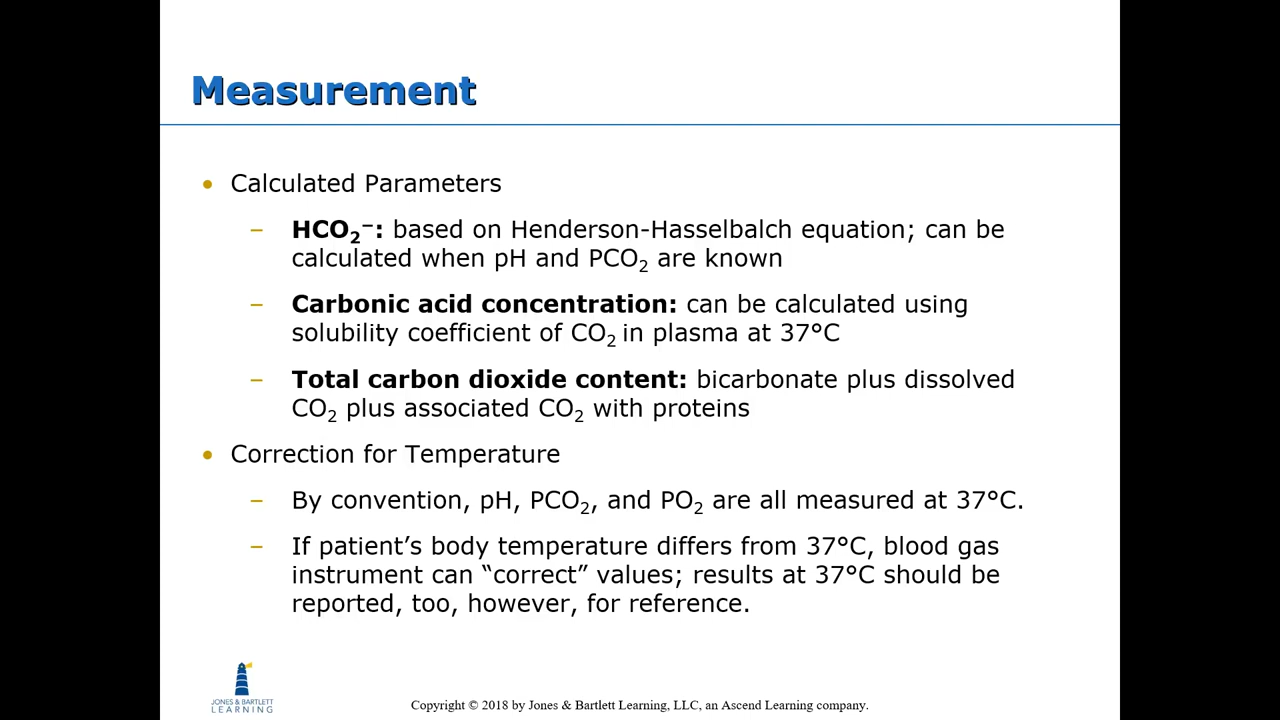 Measurement
• Calculated Parameters
– HCO₂⁻: based on Henderson-Hasselbalch equation; can be
calculated when pH and PCO₂ are known
– Carbonic acid concentration: can be calculated using
solubility coefficient of CO₂ in plasma at 37°C
– Total carbon dioxide content: bicarbonate plus dissolved
CO₂ plus associated CO₂ with proteins
• Correction for Temperature
– By convention, pH, PCO₂, and PO₂ are all measured at 37°C.
– If patient’s body temperature differs from 37°C, blood gas
instrument can “correct” values; results at 37°C should be
reported, too, however, for reference.
JONES & BARTLETT
LEARNING
Copyright © 2018 by Jones & Bartlett Learning, LLC, an Ascend Learning company.